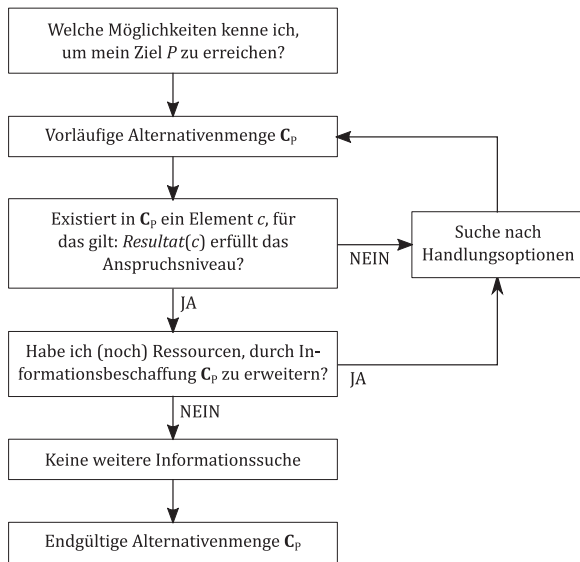 Welche Möglichkeiten kenne ich,
um mein Ziel P zu erreichen?
Vorläufige Alternativenmenge Cₚ
Existiert in Cₚ ein Element c, für
das gilt: Resultat(c) erfüllt das
Anspruchsniveau?
NEIN
Suche nach
Handlungsoptionen
JA
Habe ich (noch) Ressourcen, durch In-
formationsbeschaffung Cₚ zu erweitern?
JA
NEIN
Keine weitere Informationssuche
Endgültige Alternativenmenge Cₚ